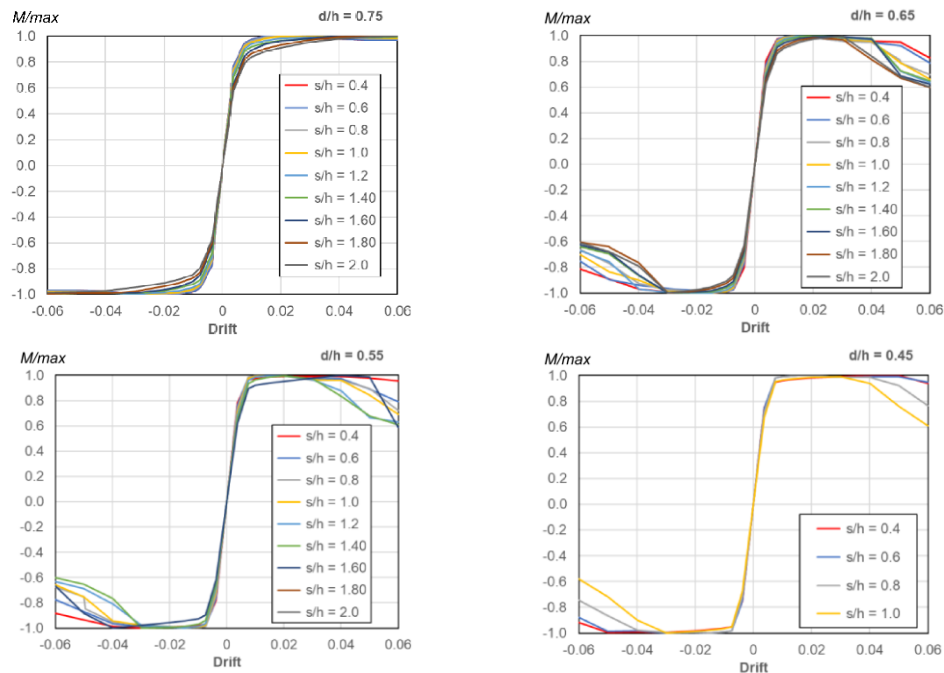 M/max d/h = 0.75
1.0
0.8
0.6
0.4
0.2
0.0
-0.2
-0.4
-0.6
-0.8
-1.0
-0.06 -0.04 -0.02 0 0.02 0.04 0.06
Drift
s/h = 0.4
s/h = 0.6
s/h = 0.8
s/h = 1.0
s/h = 1.2
s/h = 1.40
s/h = 1.60
s/h = 1.80
s/h = 2.0
M/max d/h = 0.65
1.0
0.8
0.6
0.4
0.2
0.0
-0.2
-0.4
-0.6
-0.8
-1.0
-0.06 -0.04 -0.02 0 0.02 0.04 0.06
Drift
s/h = 0.4
s/h = 0.6
s/h = 0.8
s/h = 1.0
s/h = 1.2
s/h = 1.40
s/h = 1.60
s/h = 1.80
s/h = 2.0
M/max d/h = 0.55
1.0
0.8
0.6
0.4
0.2
0.0
-0.2
-0.4
-0.6
-0.8
-1.0
-0.06 -0.04 -0.02 0 0.02 0.04 0.06
Drift
s/h = 0.4
s/h = 0.6
s/h = 0.8
s/h = 1.0
s/h = 1.2
s/h = 1.40
s/h = 1.60
s/h = 1.80
s/h = 2.0
M/max d/h = 0.45
1.0
0.8
0.6
0.4
0.2
0.0
-0.2
-0.4
-0.6
-0.8
-1.0
-0.06 -0.04 -0.02 0 0.02 0.04 0.06
Drift
s/h = 0.4
s/h = 0.6
s/h = 0.8
s/h = 1.0